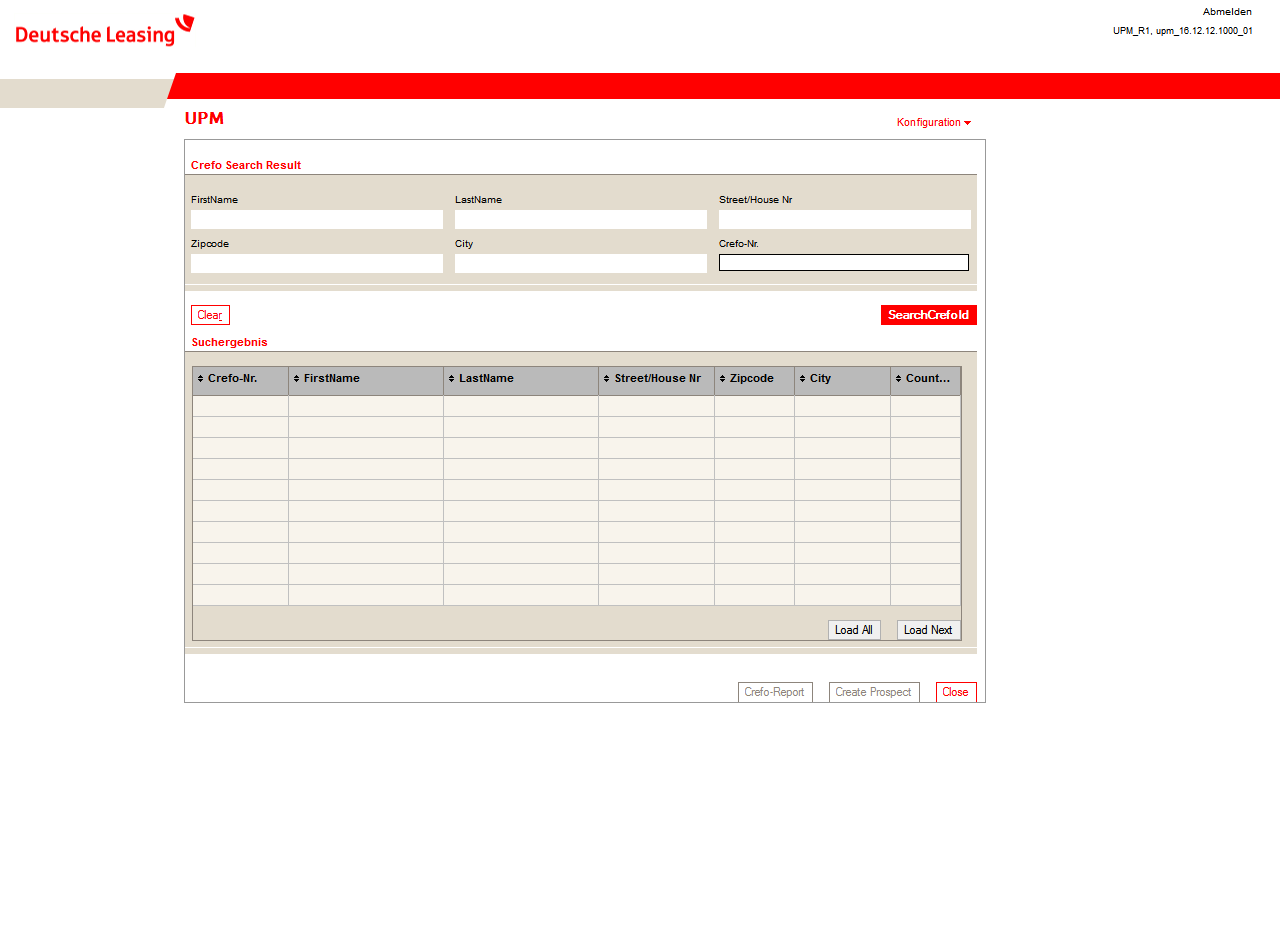 Deutsche Leasing
Abmelden
UPM_R1, upm_16.12.12.1000_01
UPM
Konfiguration
Crefo Search Result
FirstName LastName Street/House Nr
Zipcode City Crefo-Nr.
Clear SearchCrefoId
Suchergebnis
Crefo-Nr. FirstName LastName Street/House Nr Zipcode City Count...
Load All Load Next
Crefo-Report Create Prospect Close